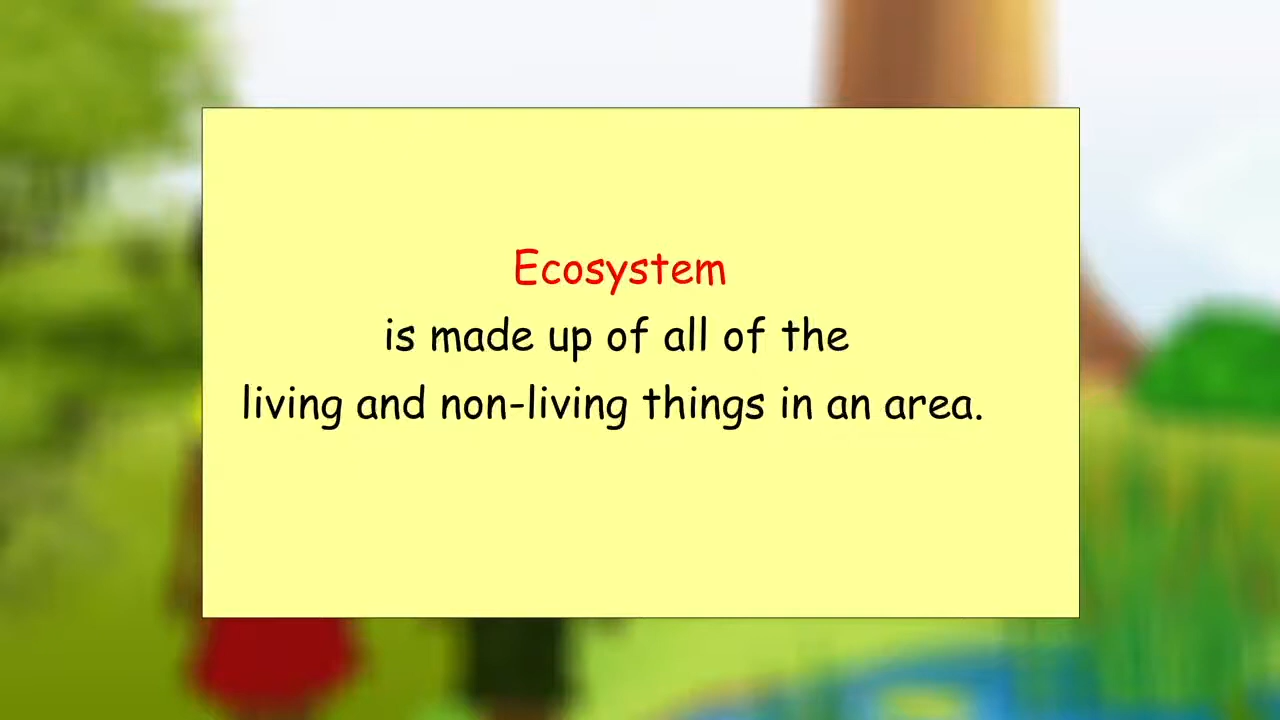 Ecosystem
is made up of all of the
living and non-living things in an area.